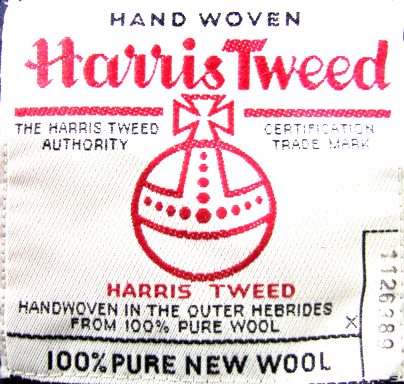 HAND WOVEN
Harris Tweed
THE HARRIS TWEED AUTHORITY
CERTIFICATION TRADE MARK
HARRIS TWEED
HANDWOVEN IN THE OUTER HEBRIDES
FROM 100% PURE WOOL
X
100% PURE NEW WOOL